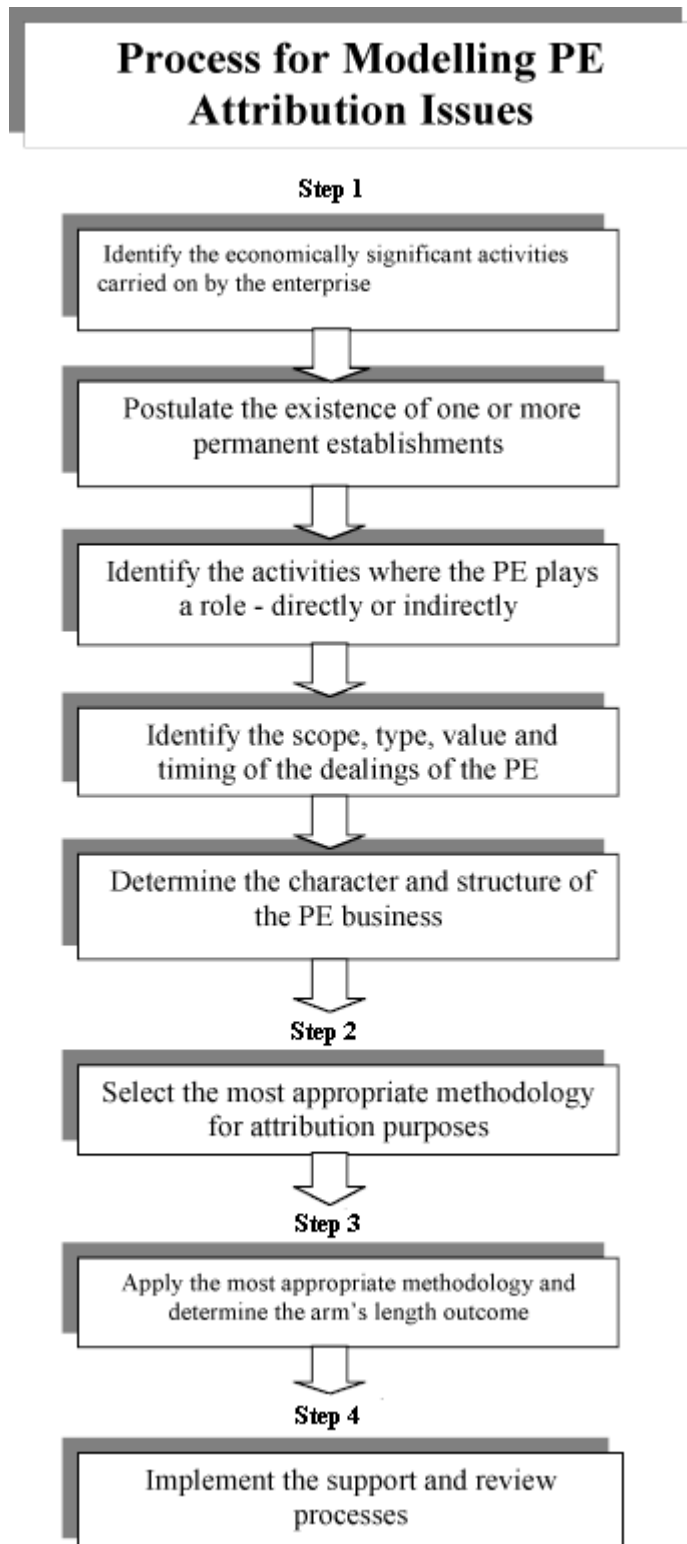 Process for Modelling PE
Attribution Issues
Step 1
Identify the economically significant activities
carried on by the enterprise
Postulate the existence of one or more
permanent establishments
Identify the activities where the PE plays
a role - directly or indirectly
Identify the scope, type, value and
timing of the dealings of the PE
Determine the character and structure of
the PE business
Step 2
Select the most appropriate methodology
for attribution purposes
Step 3
Apply the most appropriate methodology and
determine the arm's length outcome
Step 4
Implement the support and review
processes